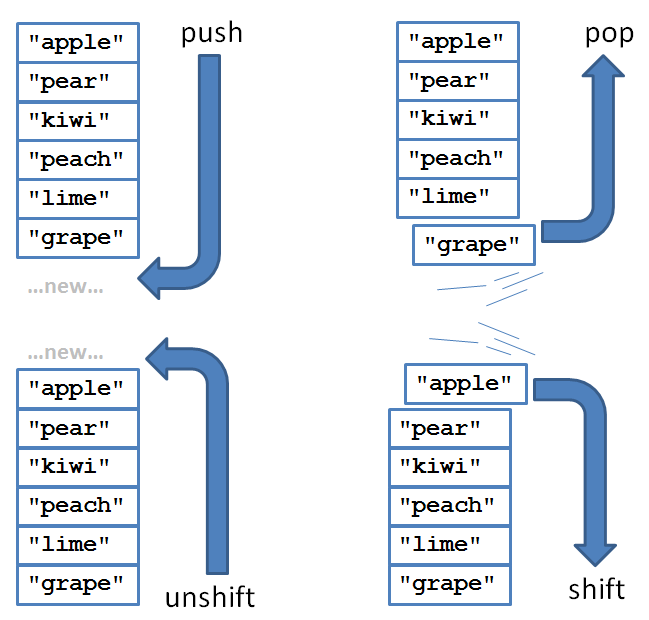 push
"apple"
"pear"
"kiwi"
"peach"
"lime"
"grape"
...new...
pop
"apple"
"pear"
"kiwi"
"peach"
"lime"
"grape"
...new...
"apple"
"pear"
"kiwi"
"peach"
"lime"
"grape"
unshift
"apple"
"pear"
"kiwi"
"peach"
"lime"
"grape"
shift